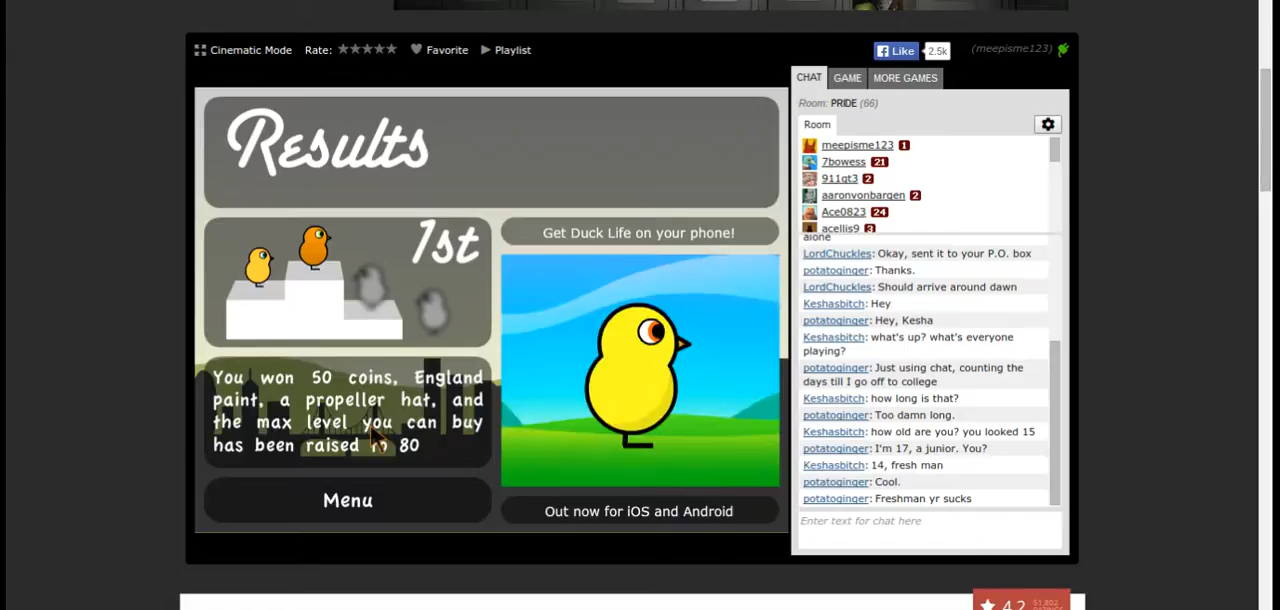 Cinematic Mode Rate: Favorite Playlist
Like 2.5k (meepisme123)
CHAT GAME MORE GAMES
Room: PRIDE (66)
Room
meepisme123 1
7bowess 21
911gt3 2
aaronvonbargen 2
Ace0823 24
acellis9 3
alone
LordChuckles: Okay, sent it to your P.O. box
potatoginger: Thanks.
LordChuckles: Should arrive around dawn
Keshasbitch: Hey
potatoginger: Hey, Kesha
Keshasbitch: what's up? what's everyone
playing?
potatoginger: Just using chat, counting the
days till I go off to college
Keshasbitch: how long is that?
potatoginger: Too damn long.
Keshasbitch: how old are you? you looked 15
potatoginger: I'm 17, a junior. You?
Keshasbitch: 14, fresh man
potatoginger: Cool.
potatoginger: Freshman yr sucks
Enter text for chat here
Results
1st
You won 50 coins, England
paint, a propeller hat, and
the max level you can buy
has been raised to 80
Menu
Get Duck Life on your phone!
Out now for iOS and Android
4.2 51,802
RATINGS